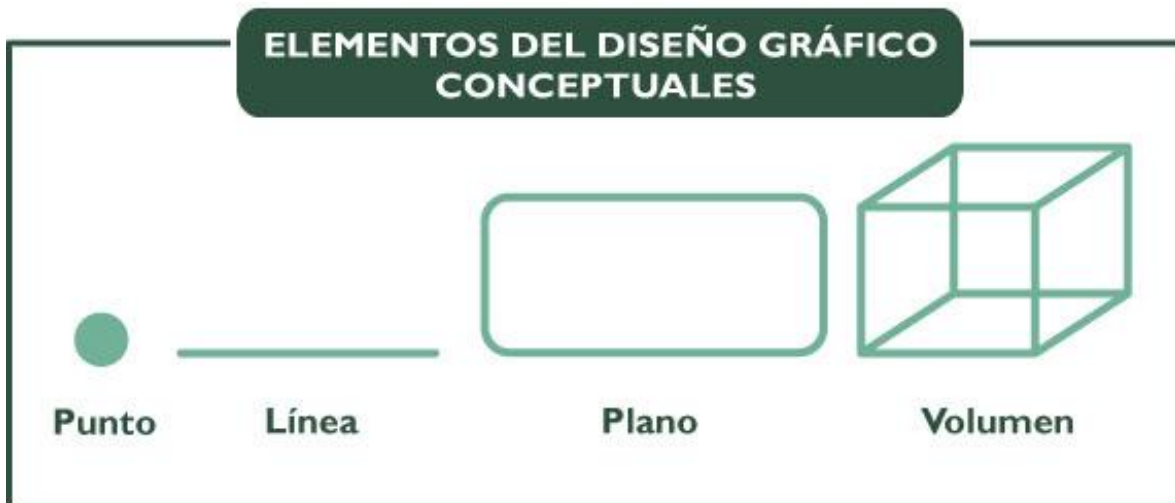 ELEMENTOS DEL DISEÑO GRÁFICO
CONCEPTUALES
Punto
Línea
Plano
Volumen